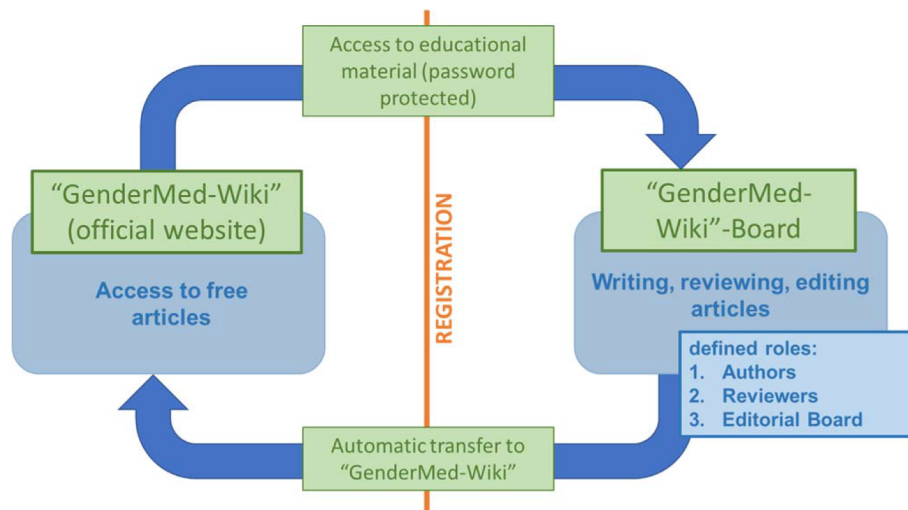 Access to educational
material (password
protected)
“GenderMed-Wiki”
(official website)
Access to free
articles
REGISTRATION
“GenderMed-
Wiki”-Board
Writing, reviewing, editing
articles
defined roles:
1. Authors
2. Reviewers
3. Editorial Board
Automatic transfer to
“GenderMed-Wiki”